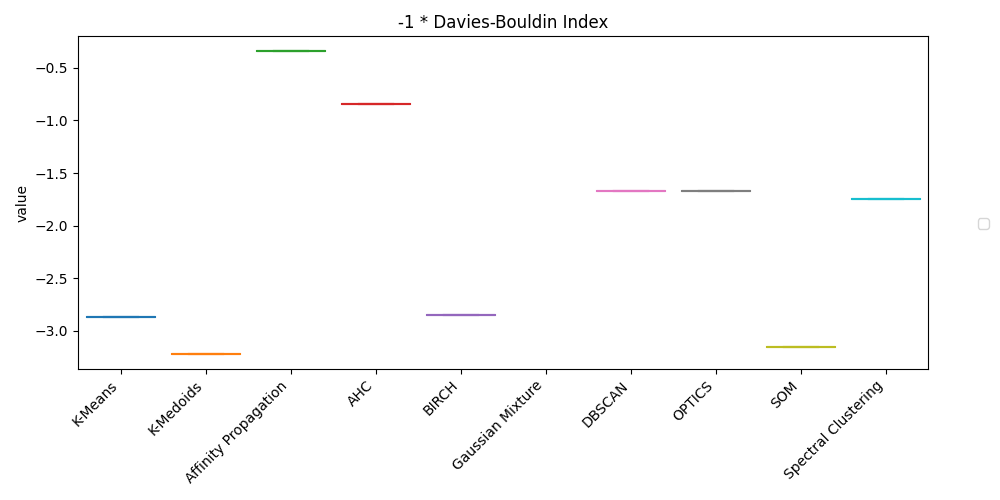 -1 * Davies-Bouldin Index
value
−0.5
−1.0
−1.5
−2.0
−2.5
−3.0
K-Means
K-Medoids
Affinity Propagation
AHC
BIRCH
Gaussian Mixture
DBSCAN
OPTICS
SOM
Spectral Clustering